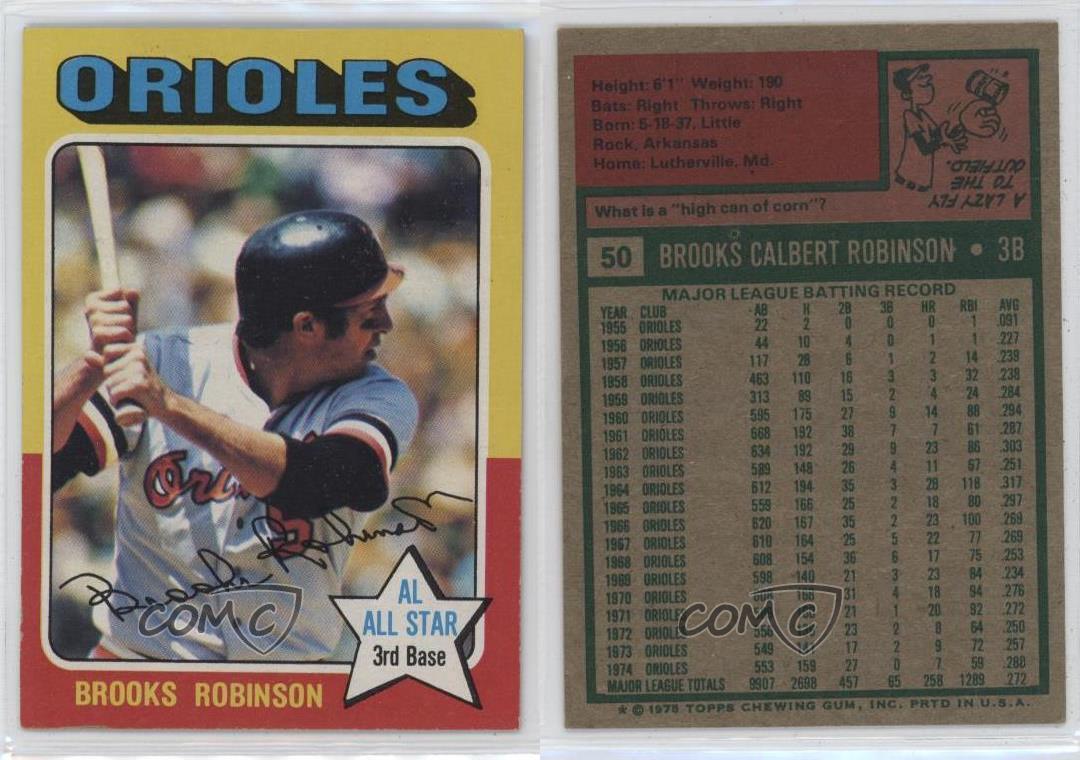 ORIOLES
Brooks Robinson
AL
ALL STAR
3rd Base
BROOKS ROBINSON
COMC
Height: 6'1" Weight: 190
Bats: Right Throws: Right
Born: 5-18-37, Little
Rock, Arkansas
Home: Lutherville, Md.
A LAZY FLY
TO THE
OUTFIELD.
What is a "high can of corn"?
50 BROOKS CALBERT ROBINSON • 3B
MAJOR LEAGUE BATTING RECORD
YEAR CLUB AB H 2B 3B HR RBI AVG
1955 ORIOLES 22 2 0 0 0 1 .091
1956 ORIOLES 44 10 4 0 1 1 .227
1957 ORIOLES 117 28 6 1 2 14 .239
1958 ORIOLES 463 110 16 3 3 32 .238
1959 ORIOLES 313 89 15 2 4 24 .284
1960 ORIOLES 595 175 27 9 14 88 .294
1961 ORIOLES 668 192 38 7 7 61 .287
1962 ORIOLES 634 192 29 9 23 86 .303
1963 ORIOLES 589 148 26 4 11 67 .251
1964 ORIOLES 612 194 35 3 28 118 .317
1965 ORIOLES 559 166 25 2 18 80 .297
1966 ORIOLES 620 167 35 2 23 100 .269
1967 ORIOLES 610 164 25 5 22 77 .269
1968 ORIOLES 608 154 36 6 17 75 .253
1969 ORIOLES 598 140 21 3 23 84 .234
1970 ORIOLES 608 168 31 4 18 94 .276
1971 ORIOLES 21 1 20 92 .272
1972 ORIOLES 556 23 2 8 64 .250
1973 ORIOLES 549 17 2 9 72 .257
1974 ORIOLES 553 159 27 0 7 59 .288
MAJOR LEAGUE TOTALS 9907 2698 457 65 258 1289 .272
* © 1975 TOPPS CHEWING GUM, INC. PRTD IN U.S.A.
COMC